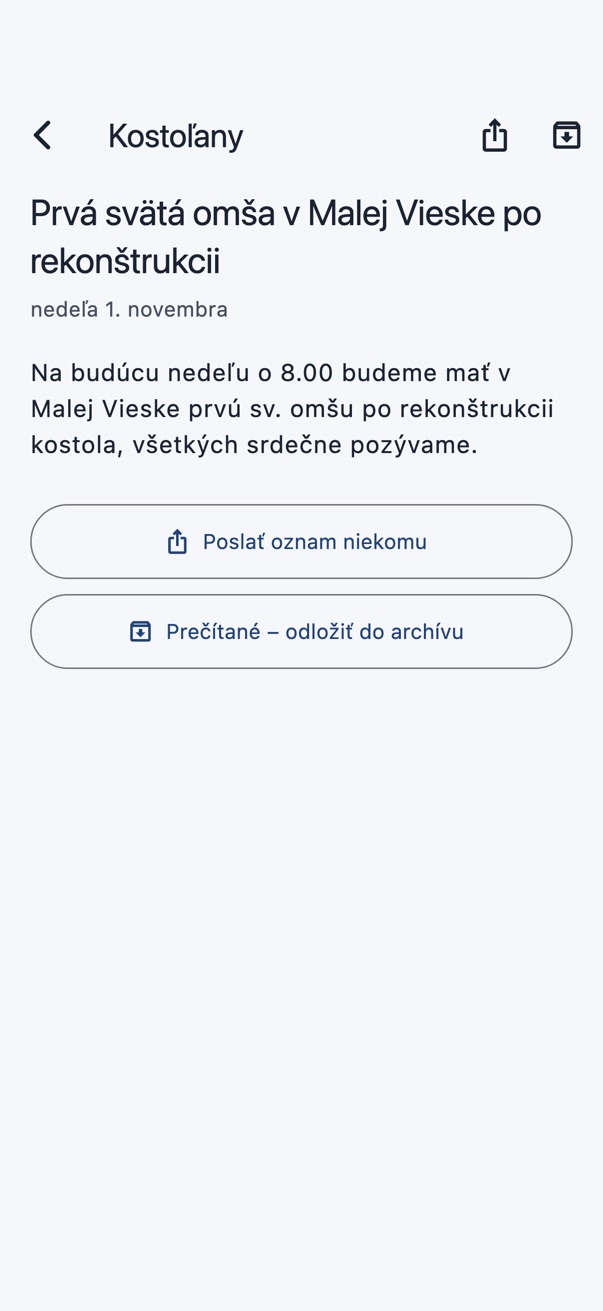 Kostoľany
Prvá svätá omša v Malej Vieske po
rekonštrukcii
nedeľa 1. novembra
Na budúcu nedeľu o 8.00 budeme mať v
Malej Vieske prvú sv. omšu po rekonštrukcii
kostola, všetkých srdečne pozývame.
Poslať oznam niekomu
Prečítané – odložiť do archívu